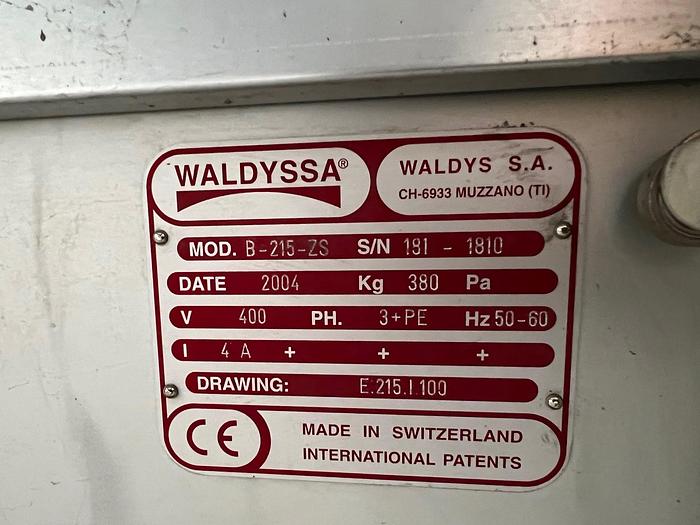 WALDYSSA®
WALDYS S.A.
CH-6933 MUZZANO (TI)
MOD. B-215-ZS S/N 191 - 1810
DATE 2004 Kg 380 Pa
V 400 PH. 3+PE Hz 50-60
I 4 A + + +
DRAWING: E.215.I.100
CE
MADE IN SWITZERLAND
INTERNATIONAL PATENTS